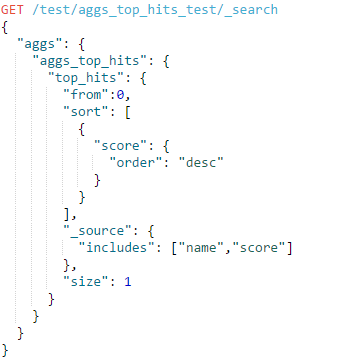 GET /test/aggs_top_hits_test/_search
{
  "aggs": {
    "aggs_top_hits": {
      "top_hits": {
        "from":0,
        "sort": [
          {
            "score": {
              "order": "desc"
            }
          }
        ],
        "_source": {
          "includes": ["name","score"]
        },
        "size": 1
      }
    }
  }
}